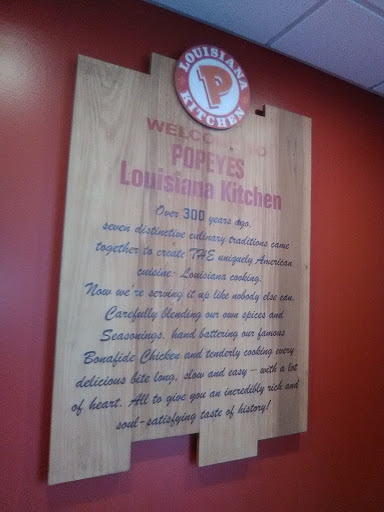 LOUISIANA
P
KITCHEN
WELCOME TO
POPEYES
Louisiana Kitchen
Over 300 years ago,
seven distinctive culinary traditions came
together to create THE uniquely American
cuisine- Louisiana cooking.
Now we're serving it up like nobody else can.
Carefully blending our own spices and
Seasonings, hand battering our famous
Bonafide Chicken and tenderly cooking every
delicious bite long, slow and easy – with a lot
of heart. All to give you an incredibly rich and
soul-satisfying taste of history!